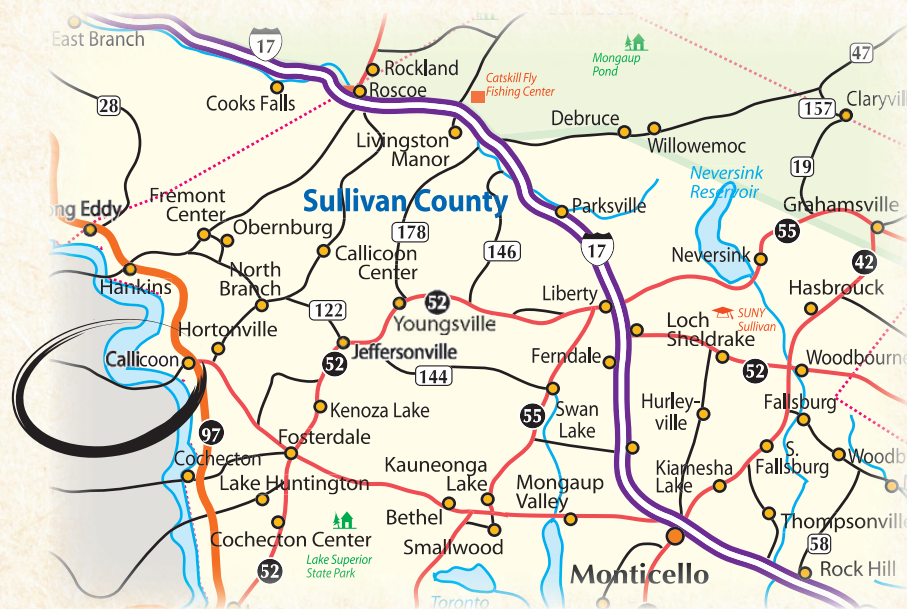 East Branch
17
47
Mongaup
Pond
Rockland
Roscoe
Catskill Fly
Fishing Center
28
Cooks Falls
157
Debruce
Livingston
Manor
Willowemoc
19
Neversink
Reservoir
Fremont
Center
Sullivan County
Parksville
Grahamsville
Eddy
Obernburg
178
55
146
17
Callicoon
Center
Neversink
42
North
Branch
Hankins
Liberty
Hasbrouck
52
122
Youngsville
SUNY
Sullivan
Loch
Sheldrake
Hortonville
Callicoon
Jeffersonville
Ferndale
52
144
52
Woodbourne
Kenoza Lake
55
Swan
Lake
Hurley-
ville
Fallsburg
97
Fosterdale
S.
Fallsburg
Cochecton
Kauneonga
Lake
Kiamesha
Lake
Lake Huntington
Mongaup
Valley
Bethel
Thompsonville
Cochecton Center
Smallwood
58
Lake Superior
State Park
52
Monticello
Rock Hill
Toronto